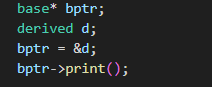 base* bptr;
derived d;
bptr = &d;
bptr->print();